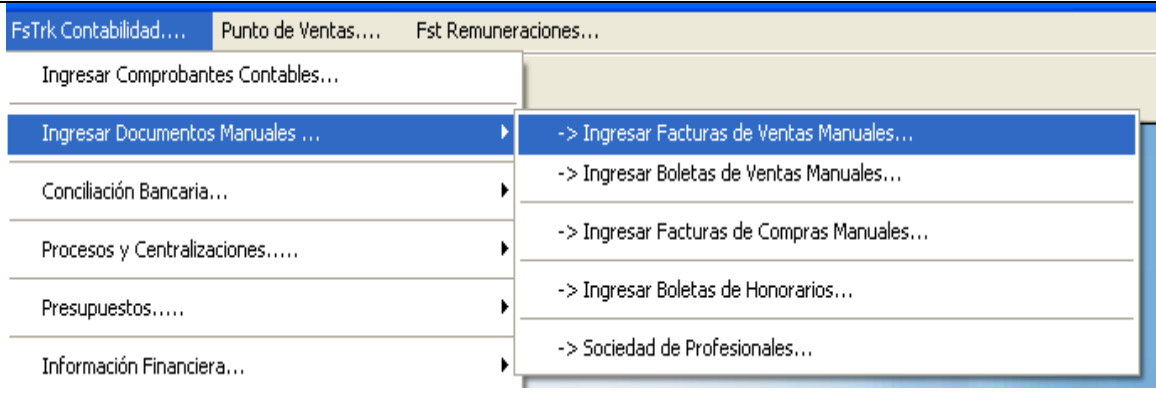 FsTrk Contabilidad.... Punto de Ventas.... Fst Remuneraciones...
Ingresar Comprobantes Contables...
Ingresar Documentos Manuales ...
Conciliación Bancaria...
Procesos y Centralizaciones.....
Presupuestos.....
Información Financiera...
-> Ingresar Facturas de Ventas Manuales...
-> Ingresar Boletas de Ventas Manuales...
-> Ingresar Facturas de Compras Manuales...
-> Ingresar Boletas de Honorarios...
-> Sociedad de Profesionales...